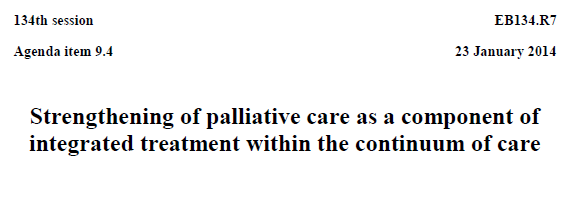 134th session EB134.R7
Agenda item 9.4 23 January 2014
Strengthening of palliative care as a component of
integrated treatment within the continuum of care